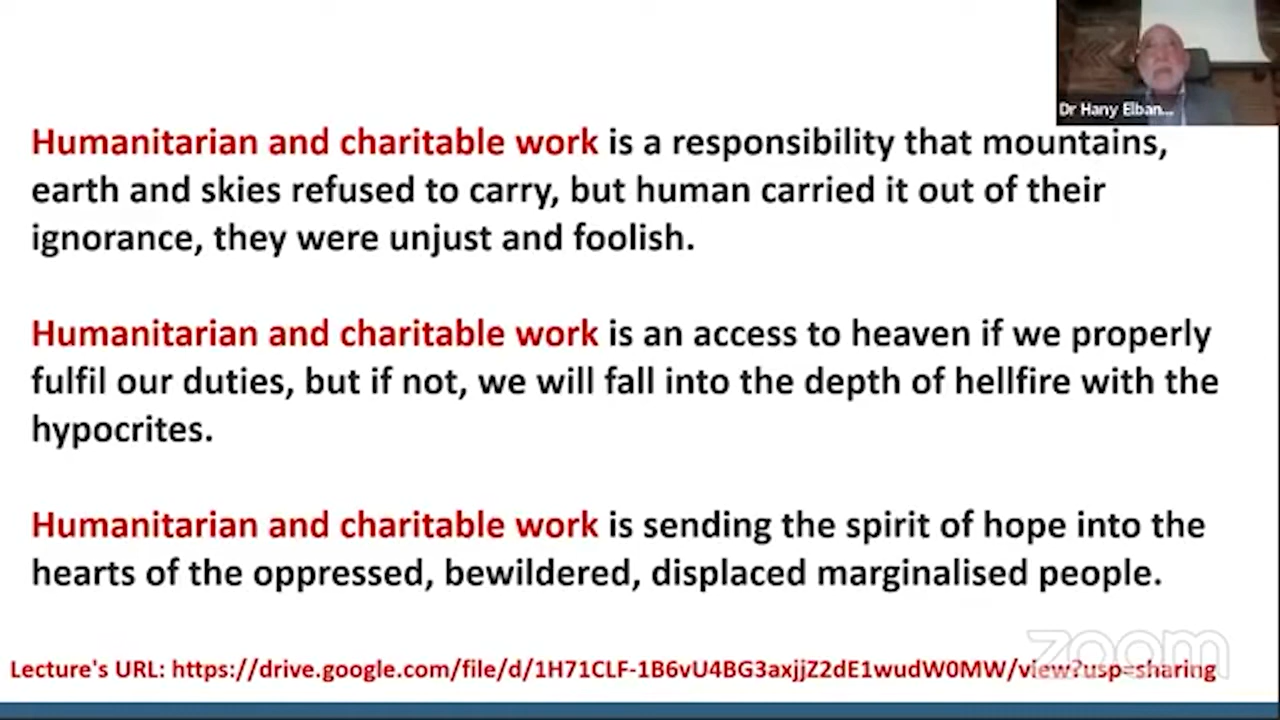 Dr Hany Elban...
Humanitarian and charitable work is a responsibility that mountains,
earth and skies refused to carry, but human carried it out of their
ignorance, they were unjust and foolish.
Humanitarian and charitable work is an access to heaven if we properly
fulfil our duties, but if not, we will fall into the depth of hellfire with the
hypocrites.
Humanitarian and charitable work is sending the spirit of hope into the
hearts of the oppressed, bewildered, displaced marginalised people.
zoom
Lecture's URL: https://drive.google.com/file/d/1H71CLF-1B6vU4BG3axjjZ2dE1wudW0MW/view?usp=sharing